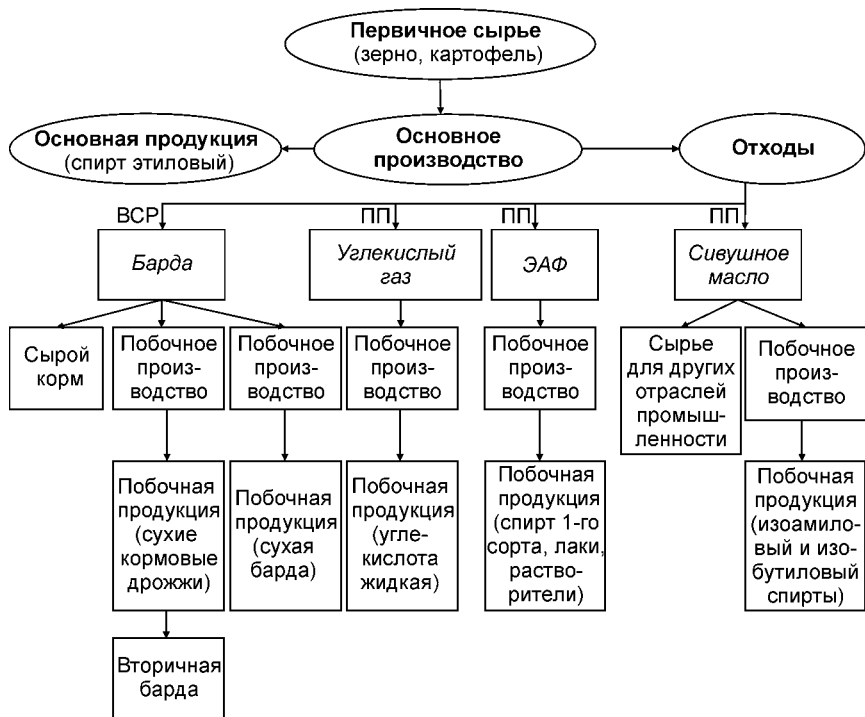 Первичное сырье
(зерно, картофель)
Основная продукция
(спирт этиловый)
Основное
производство
Отходы
ВСР
ПП
ПП
ПП
Барда
Углекислый
газ
ЭАФ
Сивушное
масло
Сырой
корм
Побочное
произ-
водство
Побочное
произ-
водство
Побочное
произ-
водство
Побочное
произ-
водство
Сырье
для других
отраслей
промыш-
ленности
Побочное
произ-
водство
Побочная
продукция
(сухие
кормовые
дрожжи)
Побочная
продукция
(сухая
барда)
Побочная
продукция
(угле-
кислота
жидкая)
Побочная
продукция
(спирт 1-го
сорта, лаки,
раство-
рители)
Побочная
продукция
(изоамило-
вый и изо-
бутиловый
спирты)
Вторичная
барда